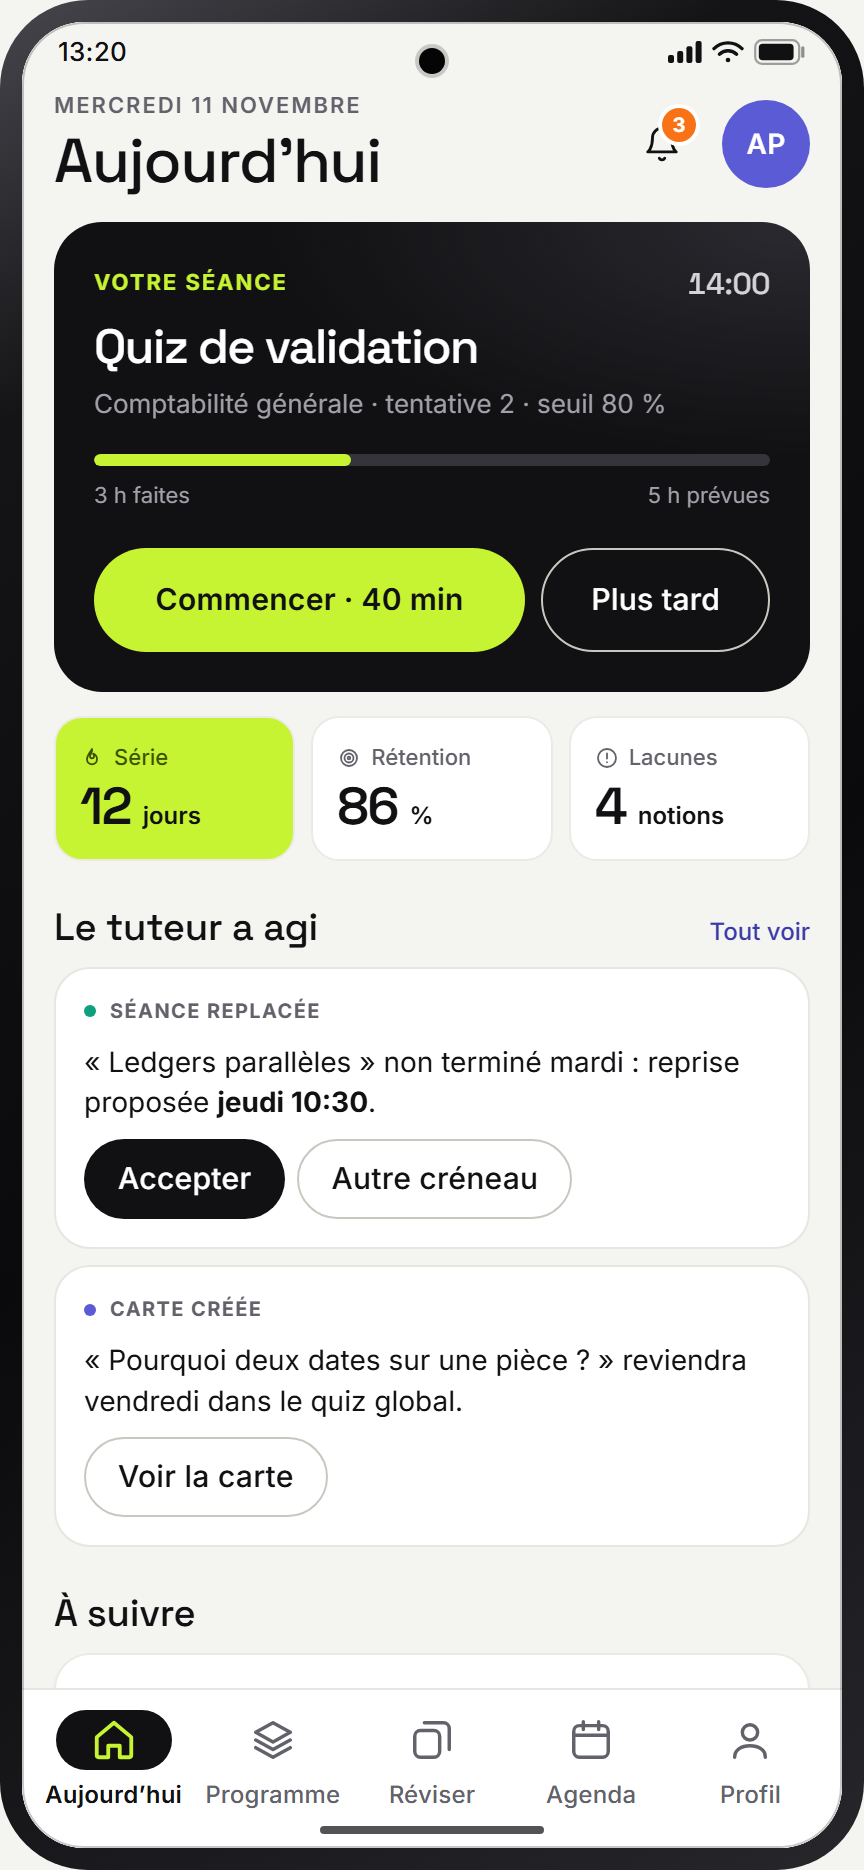 13:20
MERCREDI 11 NOVEMBRE
Aujourd’hui
3
AP
VOTRE SÉANCE
14:00
Quiz de validation
Comptabilité générale · tentative 2 · seuil 80 %
3 h faites
5 h prévues
Commencer · 40 min
Plus tard
Série
12 jours
Rétention
86 %
Lacunes
4 notions
Le tuteur a agi
Tout voir
SÉANCE REPLACÉE
« Ledgers parallèles » non terminé mardi : reprise
proposée jeudi 10:30.
Accepter
Autre créneau
CARTE CRÉÉE
« Pourquoi deux dates sur une pièce ? » reviendra
vendredi dans le quiz global.
Voir la carte
À suivre
Aujourd’hui
Programme
Réviser
Agenda
Profil